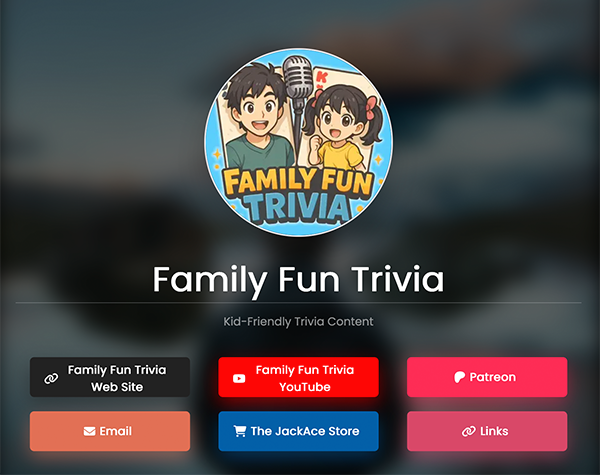 K
FAMILY FUN
TRIVIA
Family Fun Trivia
Kid-Friendly Trivia Content
Family Fun Trivia
Web Site
Family Fun Trivia
YouTube
Patreon
Email
The JackAce Store
Links